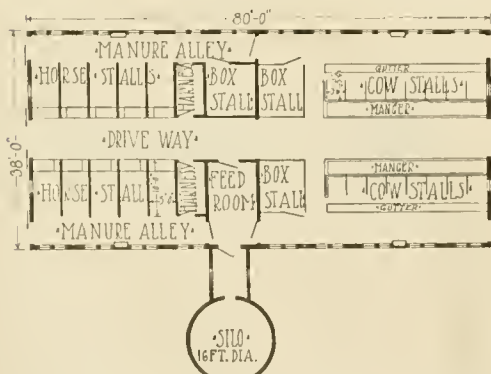 80'-0"
·MANURE ALLEY·
·HORSE·STALLS·
HARNESS
BOX STALL
BOX STALL
GUTTER
·COW STALLS·
·MANGER·
38'-0"
·DRIVE WAY·
·MANGER·
·COW STALLS·
·GUTTER·
·HORSE·STALL
HARNESS
FEED ROOM
BOX STALL
·MANURE ALLEY·
·SILO·
16FT. DIA.